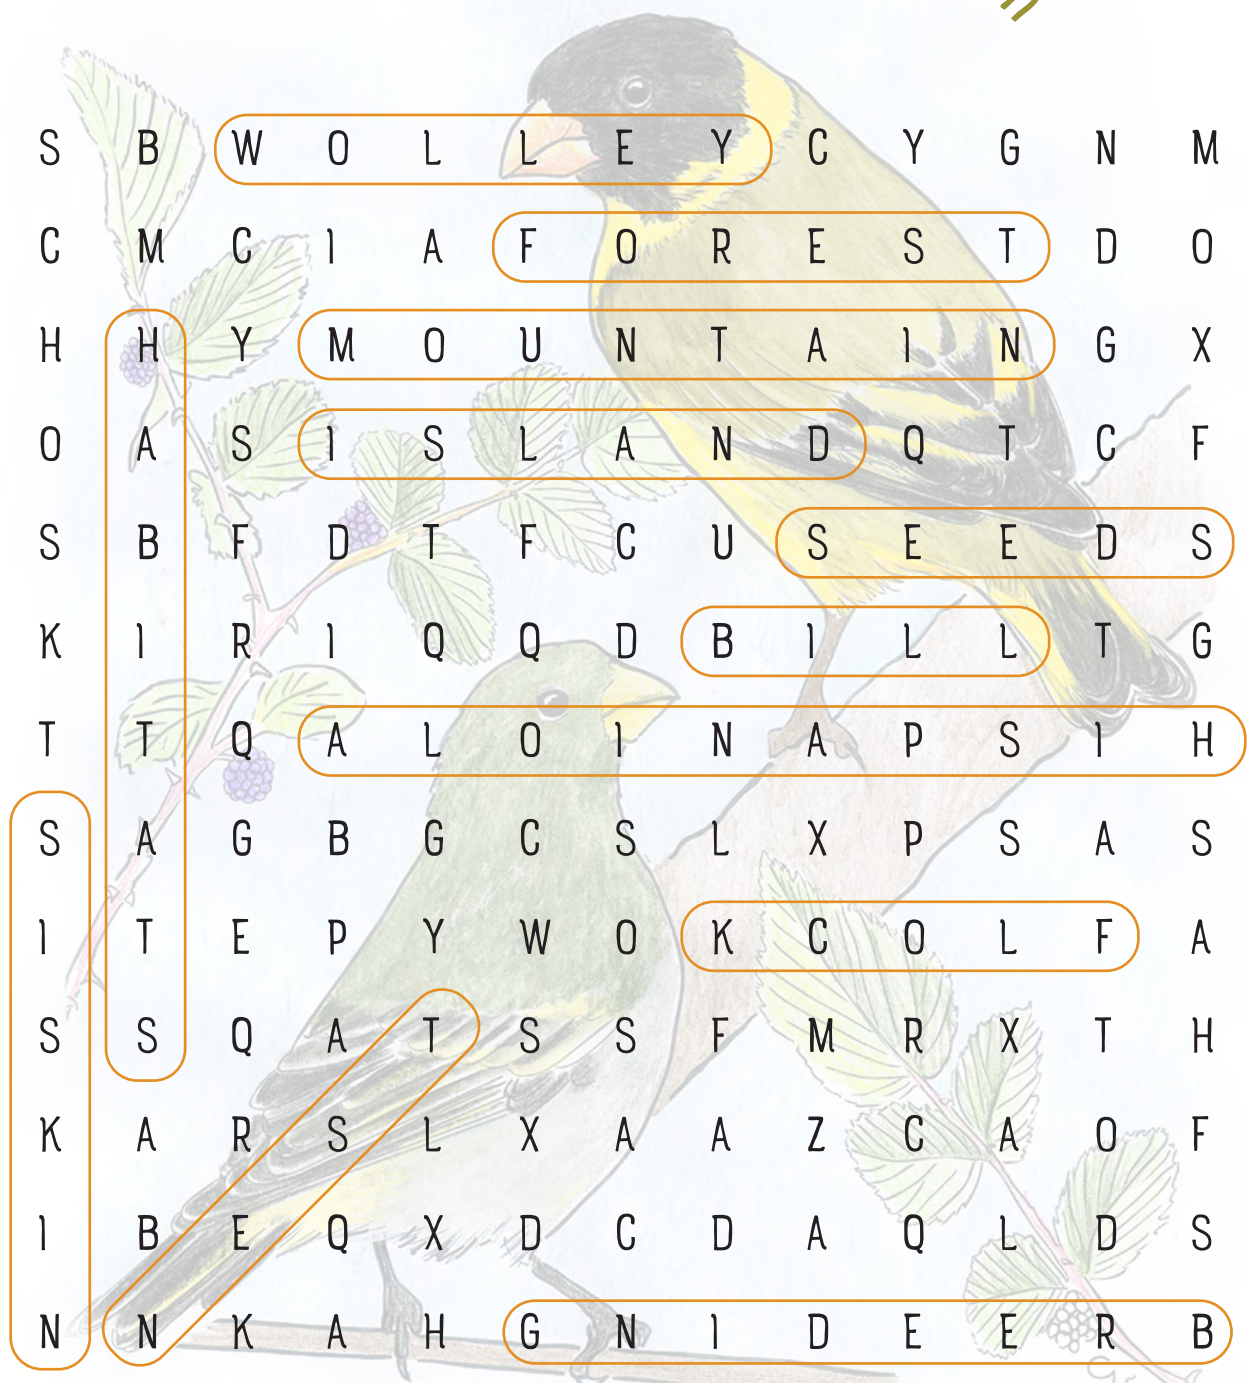 S B W O L L E Y C Y G N M
C M C I A F O R E S T D O
H H Y M O U N T A I N G X
O A S I S L A N D Q T C F
S B F D T F C U S E E D S
K I R I Q Q D B I L L T G
T T Q A L O I N A P S I H
S A G B G C S L X P S A S
I T E P Y W O K C O L F A
S S Q A T S S F M R X T H
K A R S L X A A Z C A O F
I B E Q X D C D A Q L D S
N N K A H G N I D E E R B